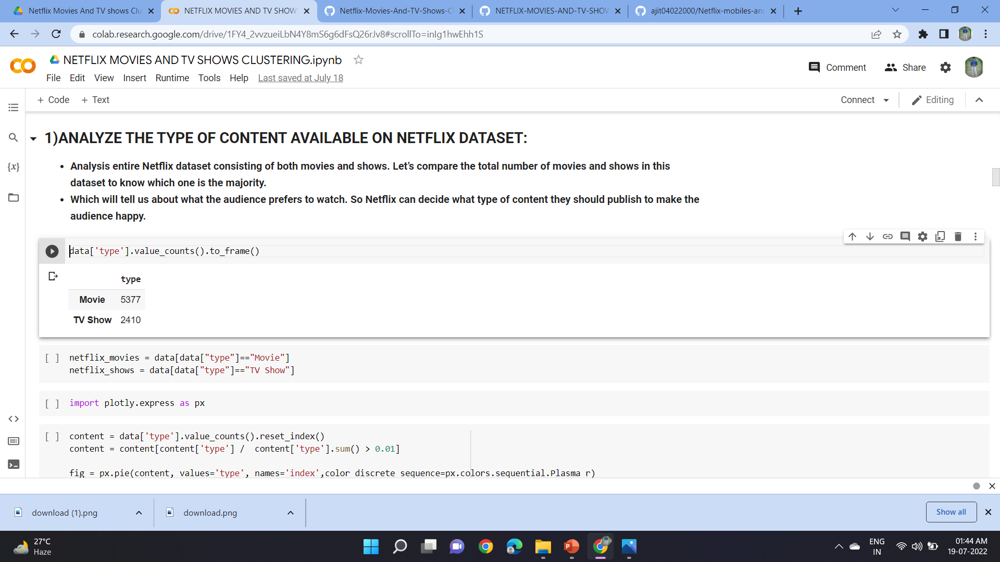 Netflix Movies And TV shows Clu
NETFLIX MOVIES AND TV SHOW
Netflix-Movies-And-TV-Shows-C
NETFLIX-MOVIES-AND-TV-SHOW
ajit04022000/Netflix-mobiles-and
colab.research.google.com/drive/1FY4_2vvzueiLbN4Y8mS6g6dFsQ26rJv8#scrollTo=inIg1hwEhh1S
NETFLIX MOVIES AND TV SHOWS CLUSTERING.ipynb
Comment Share
File Edit View Insert Runtime Tools Help Last saved at July 18
+ Code + Text
Connect Editing
1)ANALYZE THE TYPE OF CONTENT AVAILABLE ON NETFLIX DATASET:
• Analysis entire Netflix dataset consisting of both movies and shows. Let’s compare the total number of movies and shows in this
dataset to know which one is the majority.
• Which will tell us about what the audience prefers to watch. So Netflix can decide what type of content they should publish to make the
audience happy.
{x}
data['type'].value_counts().to_frame()
type
Movie 5377
TV Show 2410
[ ] netflix_movies = data[data["type"]=="Movie"]
netflix_shows = data[data["type"]=="TV Show"]
[ ] import plotly.express as px
[ ] content = data['type'].value_counts().reset_index()
content = content[content['type'] /  content['type'].sum() > 0.01]
fig = px.pie(content, values='type', names='index',color_discrete_sequence=px.colors.sequential.Plasma_r)
download (1).png
download.png
Show all
27°C
Haze
ENG
IN
01:44 AM
19-07-2022